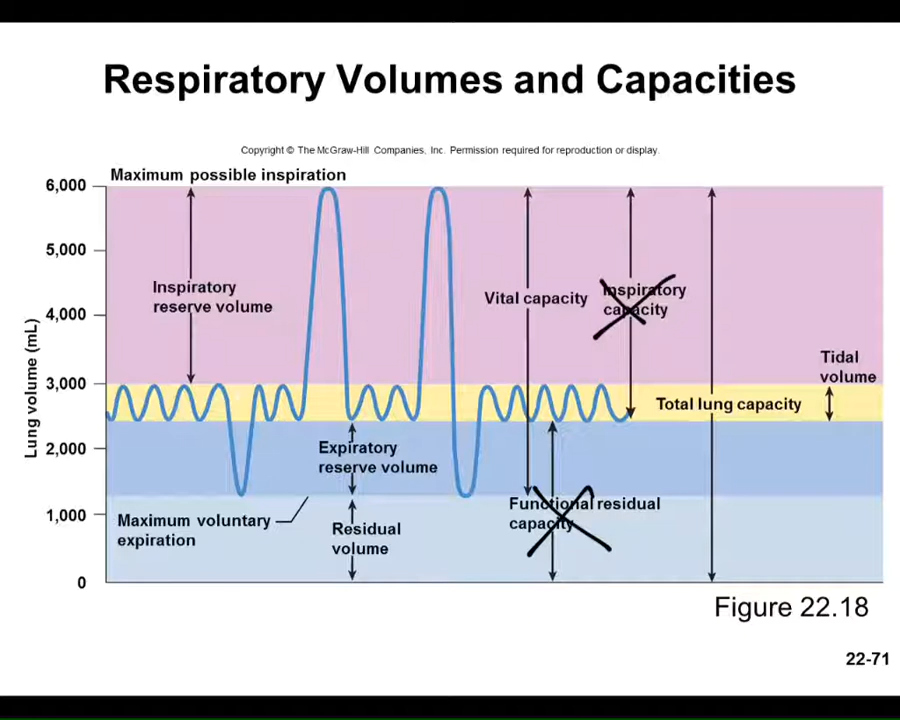 Respiratory Volumes and Capacities
Copyright © The McGraw-Hill Companies, Inc. Permission required for reproduction or display.
Maximum possible inspiration
6,000
5,000
4,000
3,000
2,000
1,000
0
Lung volume (mL)
Inspiratory
reserve volume
Vital capacity
Inspiratory
capacity
Tidal
volume
Total lung capacity
Expiratory
reserve volume
Maximum voluntary
expiration
Residual
volume
Functional residual
capacity
Figure 22.18
22-71